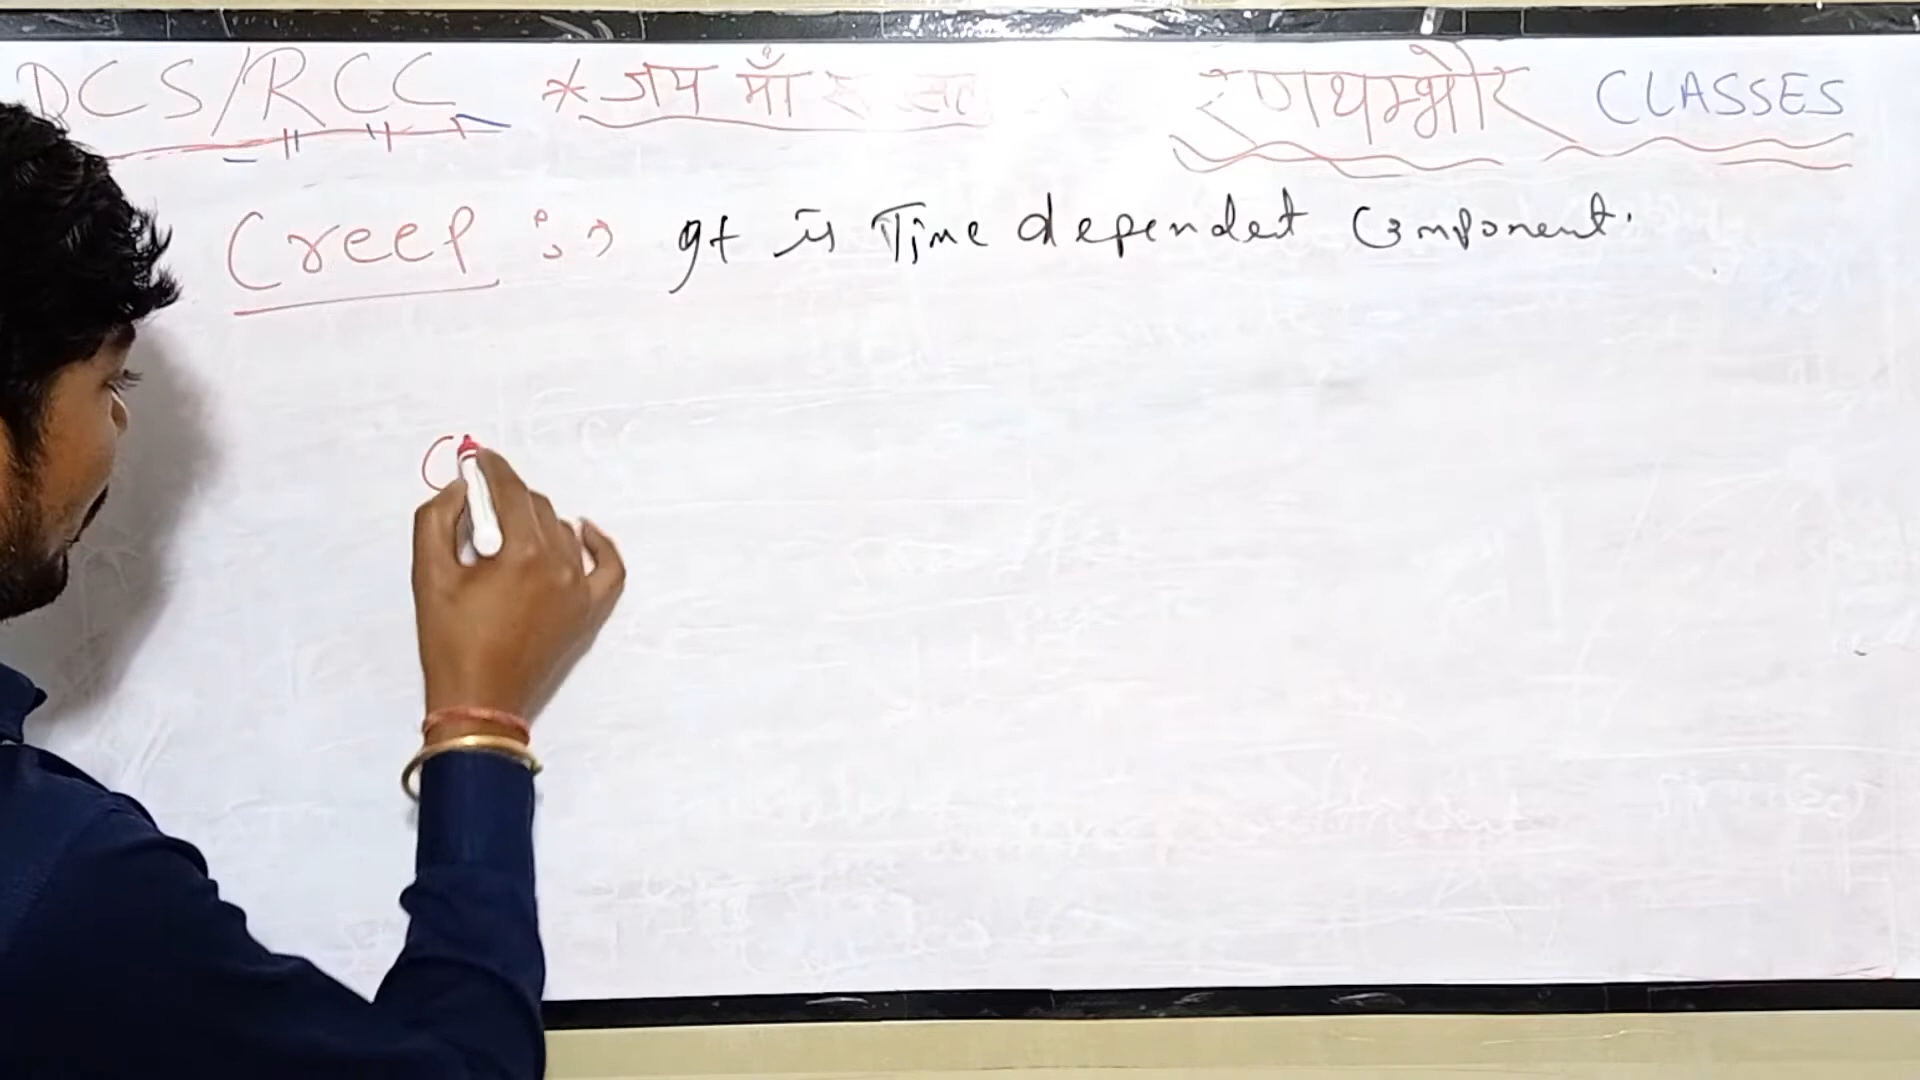 DCS/RCC * जय माँ रणथम्भौर CLASSES
Creep :→ It is Time dependent Component.
C